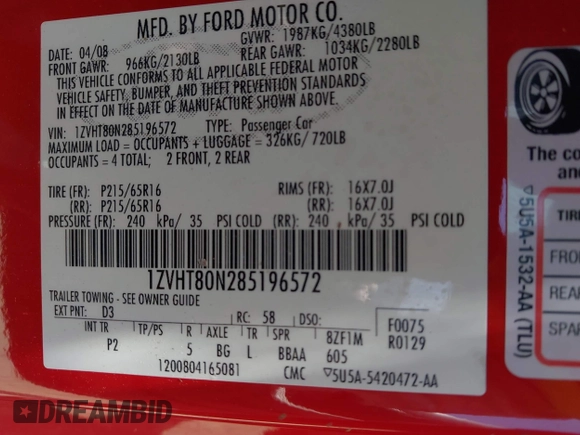 MFD. BY FORD MOTOR CO.
04/08 GVWR: 1987KG/4380LB
FRONT GAWR: 966KG/2130LB REAR GAWR: 1034KG/2280LB
THIS VEHICLE CONFORMS TO ALL APPLICABLE FEDERAL MOTOR
VEHICLE SAFETY, BUMPER, AND THEFT PREVENTION STANDARDS
IN EFFECT ON THE DATE OF MANUFACTURE SHOWN ABOVE.
VIN: 1ZVHT80N285196572 TYPE: Passenger Car
MAXIMUM LOAD = OCCUPANTS + LUGGAGE = 326KG/720LB
OCCUPANTS = 4 TOTAL; 2 FRONT, 2 REAR
TIRE (FR): P215/65R16 RIMS (FR): 16X7.0J
(RR): P215/65R16 (RR): 16X7.0J
PRESSURE (FR): 240 kPa/ 35 PSI COLD (RR): 240 kPa/ 35 PSI COLD
1ZVHT80N285196572
TRAILER TOWING - SEE OWNER GUIDE
EXT PNT: D3 RC: 58 DSO: F0075
INT TR TP/PS R AXLE TR SPR 8ZF1M R0129
P2 5 BG L BBAA 605
1200804165081 CMC 5U5A-5420472-AA
5U5A-1532-AA (TLU)
The co
an
TIR
FRON
REA
SPA
DREAMBID